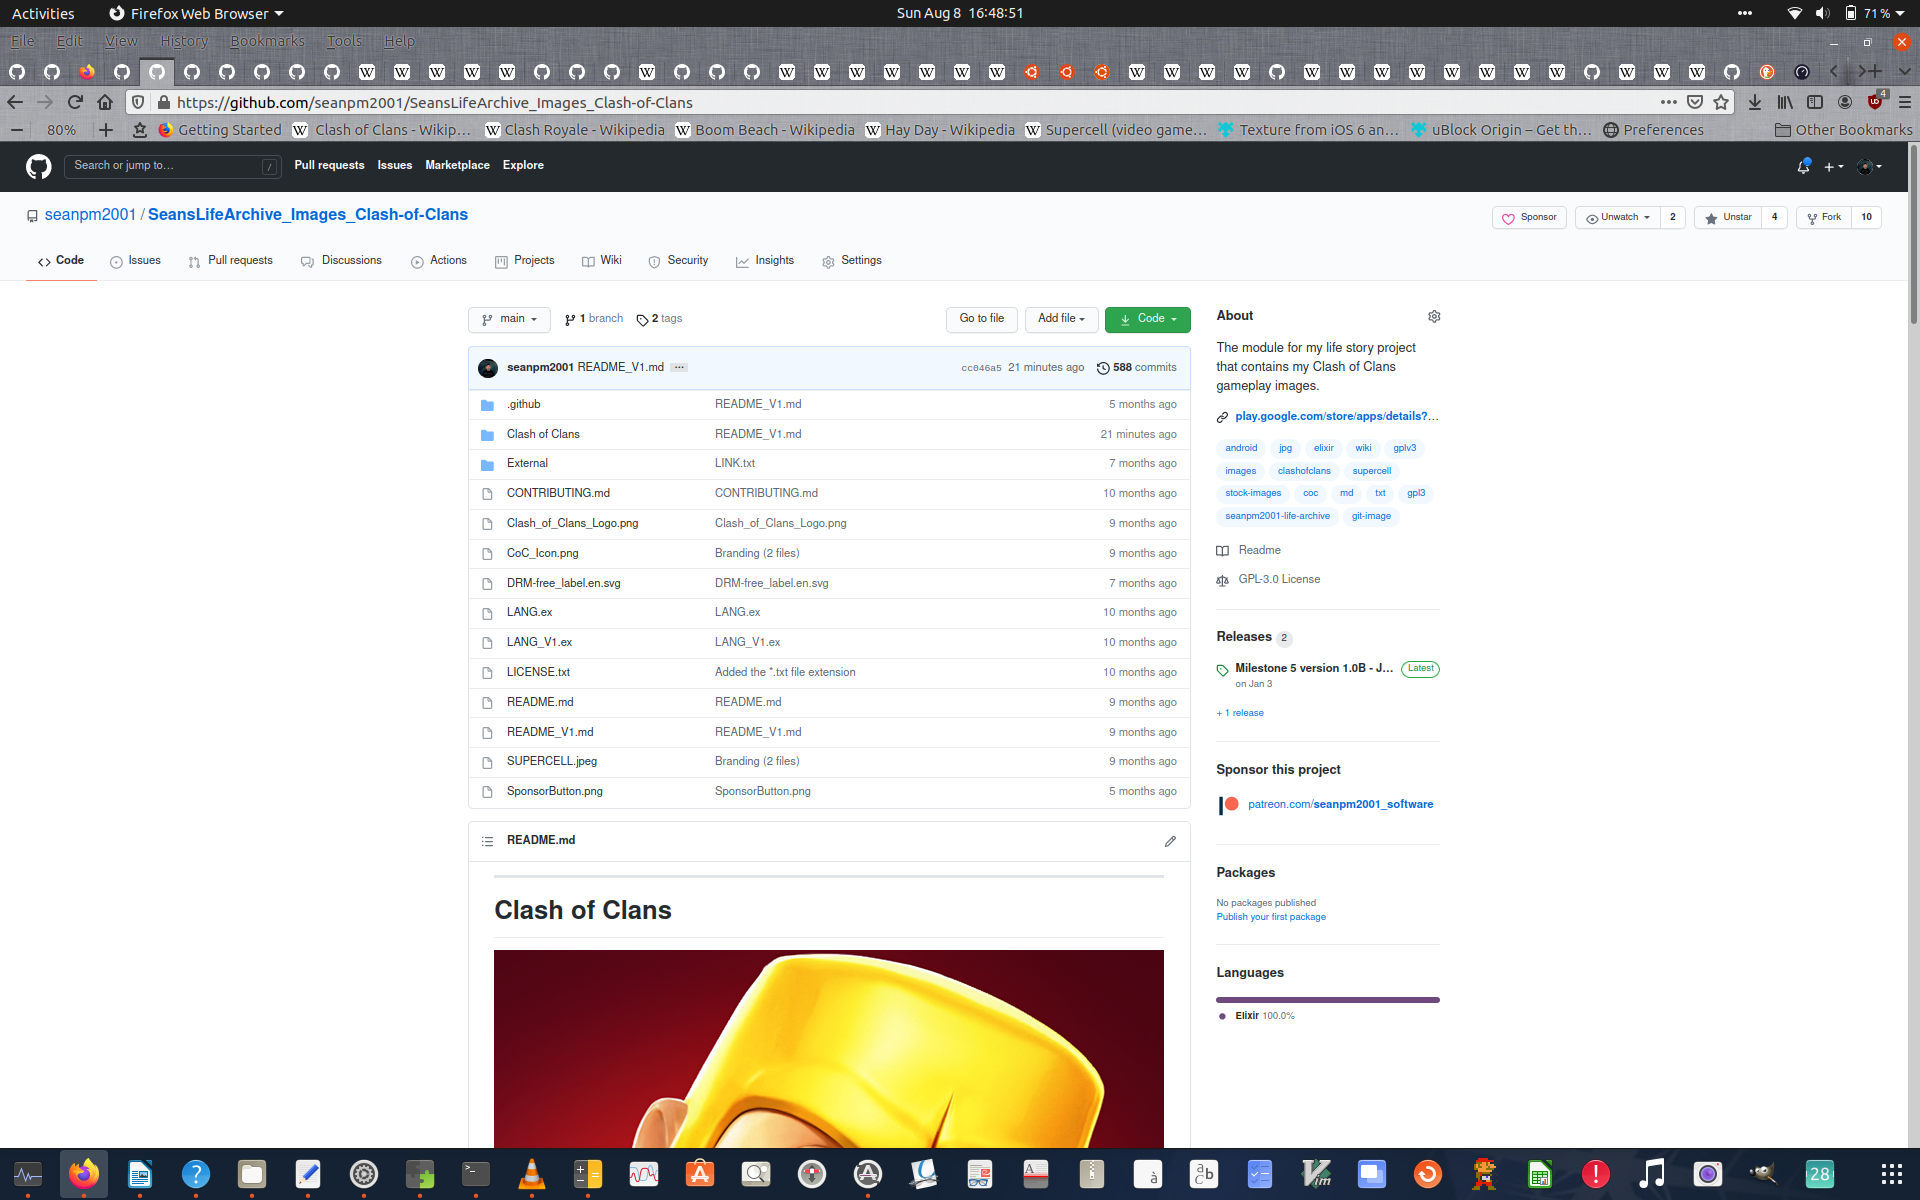 Activities Firefox Web Browser Sun Aug 8 16:48:51 71 %
File Edit View History Bookmarks Tools Help
https://github.com/seanpm2001/SeansLifeArchive_Images_Clash-of-Clans 4
80% Getting Started Clash of Clans - Wikip… Clash Royale - Wikipedia Boom Beach - Wikipedia Hay Day - Wikipedia Supercell (video game… Texture from iOS 6 an… uBlock Origin – Get th… Preferences Other Bookmarks
Search or jump to… / Pull requests Issues Marketplace Explore
seanpm2001 / SeansLifeArchive_Images_Clash-of-Clans Sponsor Unwatch 2 Unstar 4 Fork 10
Code Issues Pull requests Discussions Actions Projects Wiki Security Insights Settings
main 1 branch 2 tags Go to file Add file Code
seanpm2001 README_V1.md ... cc046a5 21 minutes ago 588 commits
.github README_V1.md 5 months ago
Clash of Clans README_V1.md 21 minutes ago
External LINK.txt 7 months ago
CONTRIBUTING.md CONTRIBUTING.md 10 months ago
Clash_of_Clans_Logo.png Clash_of_Clans_Logo.png 9 months ago
CoC_Icon.png Branding (2 files) 9 months ago
DRM-free_label.en.svg DRM-free_label.en.svg 7 months ago
LANG.ex LANG.ex 10 months ago
LANG_V1.ex LANG_V1.ex 10 months ago
LICENSE.txt Added the *.txt file extension 10 months ago
README.md README.md 9 months ago
README_V1.md README_V1.md 9 months ago
SUPERCELL.jpeg Branding (2 files) 9 months ago
SponsorButton.png SponsorButton.png 5 months ago
README.md
Clash of Clans
About
The module for my life story project
that contains my Clash of Clans
gameplay images.
play.google.com/store/apps/details?…
android jpg elixir wiki gplv3
images clashofclans supercell
stock-images coc md txt gpl3
seanpm2001-life-archive git-image
Readme
GPL-3.0 License
Releases 2
Milestone 5 version 1.0B - J… Latest
on Jan 3
+ 1 release
Sponsor this project
patreon.com/seanpm2001_software
Packages
No packages published
Publish your first package
Languages
Elixir 100.0%
28